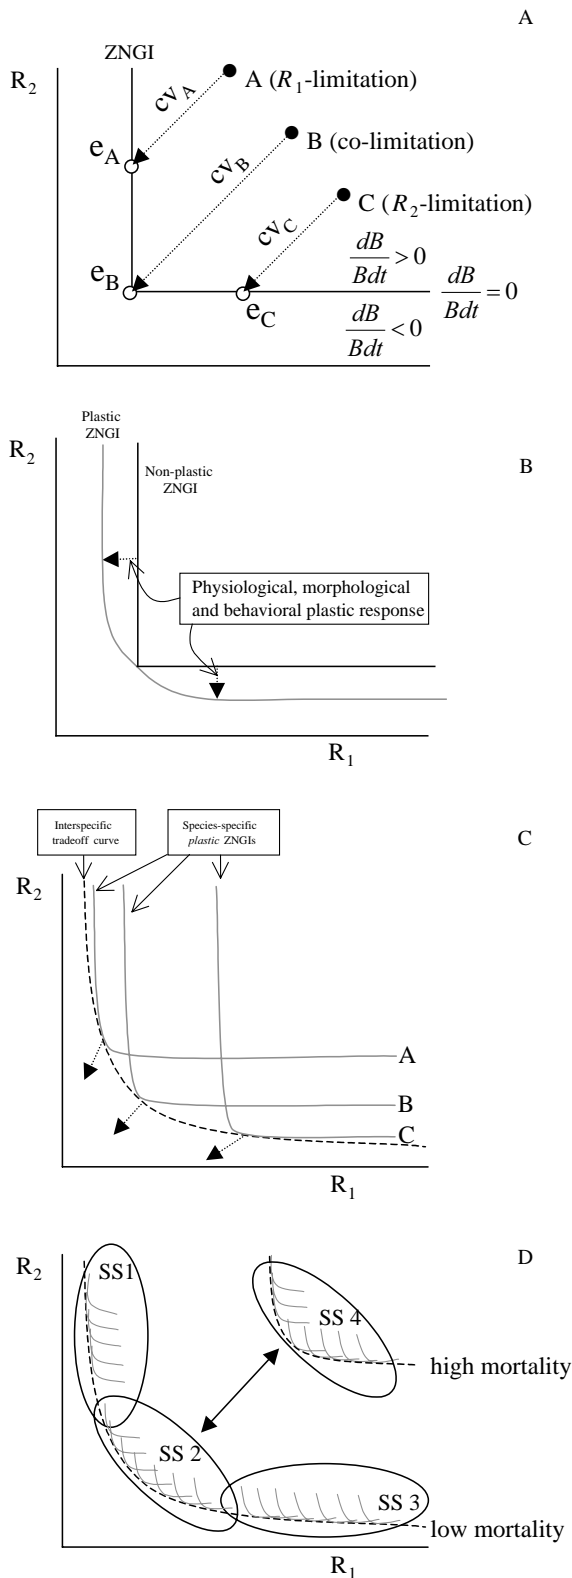 A
ZNGI
R2
A (R1-limitation)
cvA
B (co-limitation)
eA
cvB
C (R2-limitation)
cvC
dB/Bdt > 0
eB
dB/Bdt = 0
eC
dB/Bdt < 0
Plastic
ZNGI
R2
B
Non-plastic
ZNGI
Physiological, morphological
and behavioral plastic response
R1
Interspecific
tradeoff curve
Species-specific
plastic ZNGIs
C
R2
A
B
C
R1
R2
D
SS1
SS 4
high mortality
SS 2
SS 3
low mortality
R1